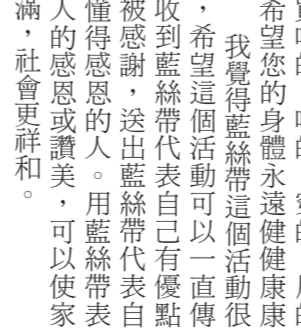 希望您的身體永遠健健康康
我覺得藍絲帶這個活動很
，希望這個活動可以一直傳
收到藍絲帶代表自己有優點
被感謝，送出藍絲帶代表自
懂得感恩的人。用藍絲帶表
人的感恩或讚美，可以使家
滿，社會更祥和。